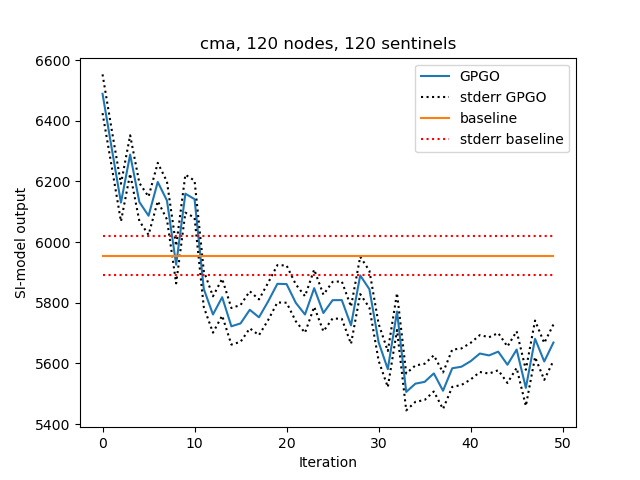 cma, 120 nodes, 120 sentinels
6600
6400
6200
6000
5800
5600
5400
SI-model output
GPGO
stderr GPGO
baseline
stderr baseline
0
10
20
30
40
50
Iteration